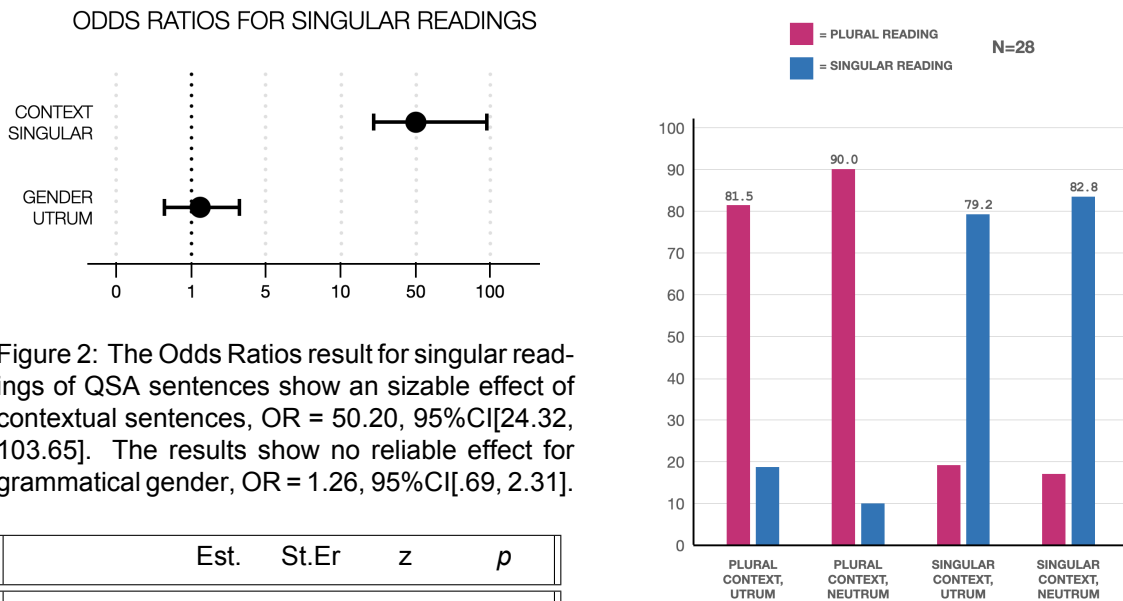 ODDS RATIOS FOR SINGULAR READINGS
CONTEXT
SINGULAR
GENDER
UTRUM
0 1 5 10 50 100
Figure 2: The Odds Ratios result for singular read-
ings of QSA sentences show an sizable effect of
contextual sentences, OR = 50.20, 95%CI[24.32,
103.65]. The results show no reliable effect for
grammatical gender, OR = 1.26, 95%CI[.69, 2.31].
Est. St.Er z p
= PLURAL READING
= SINGULAR READING
N=28
100
90
80
70
60
50
40
30
20
10
0
81.5
90.0
79.2
82.8
PLURAL
CONTEXT,
UTRUM
PLURAL
CONTEXT,
NEUTRUM
SINGULAR
CONTEXT,
UTRUM
SINGULAR
CONTEXT,
NEUTRUM